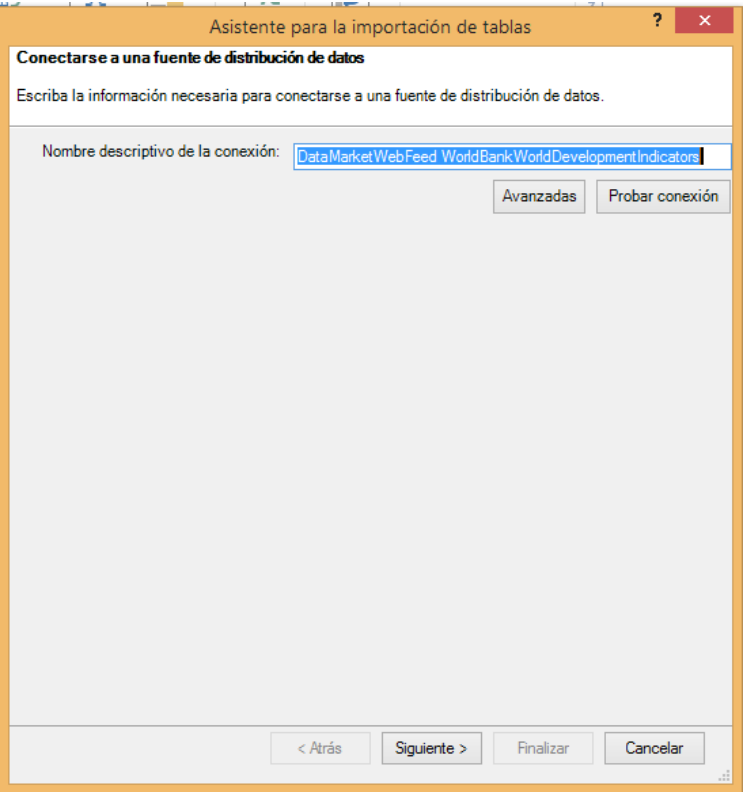 Asistente para la importación de tablas
?
Conectarse a una fuente de distribución de datos
Escriba la información necesaria para conectarse a una fuente de distribución de datos.
Nombre descriptivo de la conexión: DataMarketWebFeed WorldBankWorldDevelopmentIndicators
Avanzadas Probar conexión
< Atrás Siguiente > Finalizar Cancelar